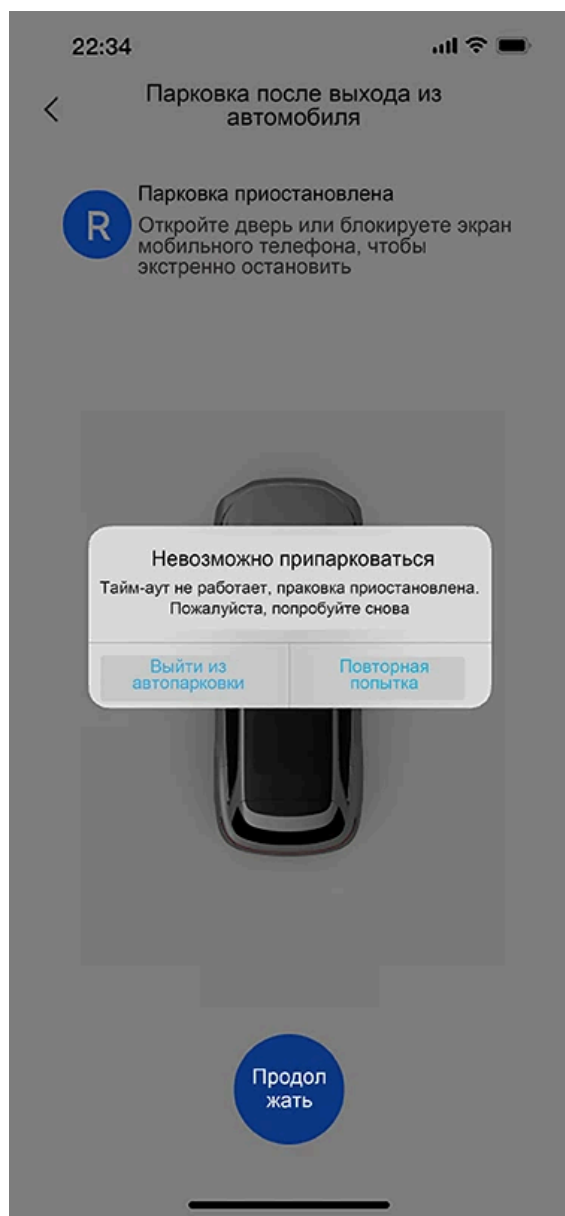 22:34
Парковка после выхода из
автомобиля
R
Парковка приостановлена
Откройте дверь или блокируете экран
мобильного телефона, чтобы
экстренно остановить
Невозможно припарковаться
Тайм-аут не работает, праковка приостановлена.
Пожалуйста, попробуйте снова
Выйти из
автопарковки
Повторная
попытка
Продол
жать